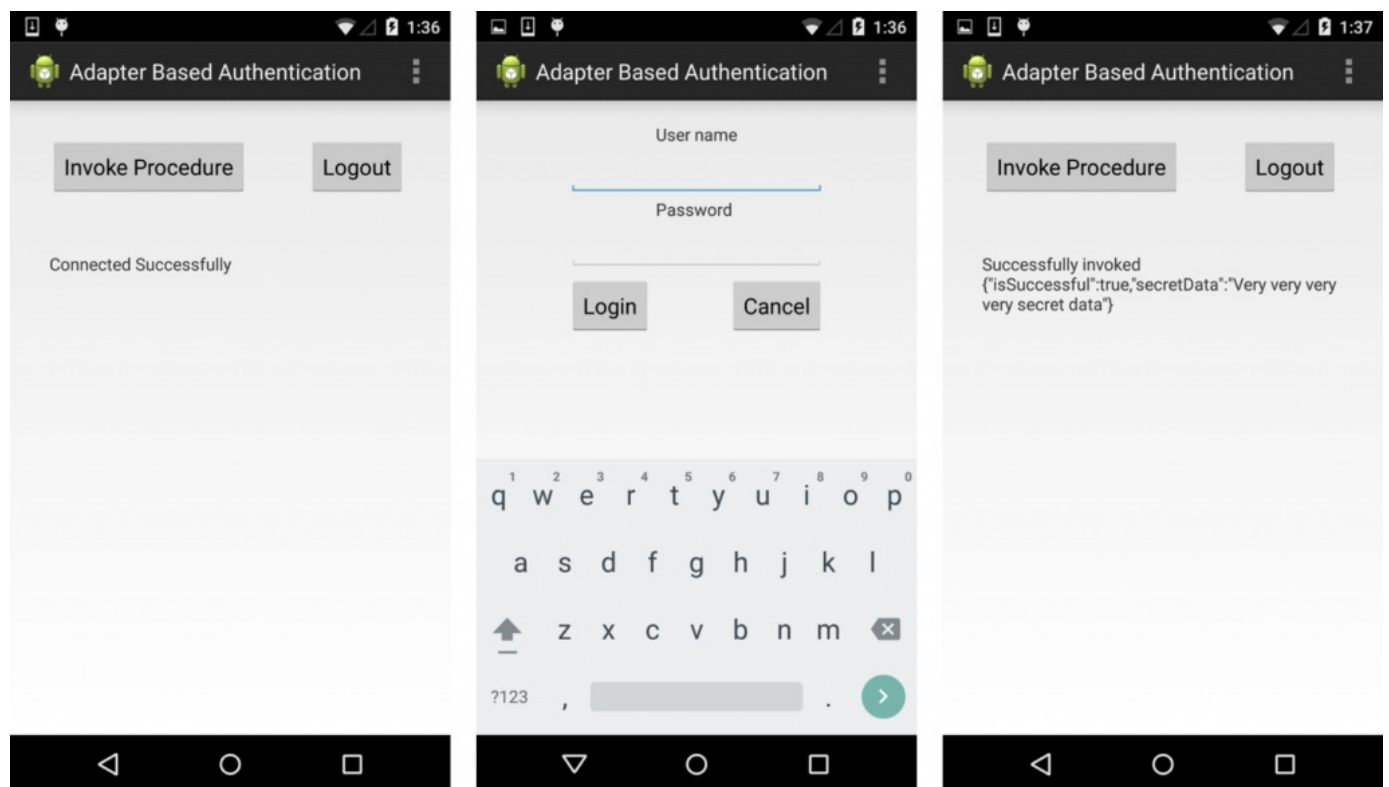 1:36
Adapter Based Authentication
Invoke Procedure Logout
Connected Successfully
1:36
Adapter Based Authentication
User name
Password
Login Cancel
1 2 3 4 5 6 7 8 9 0
q w e r t y u i o p
a s d f g h j k l
z x c v b n m
?123 , .
1:37
Adapter Based Authentication
Invoke Procedure Logout
Successfully invoked
{"isSuccessful":true,"secretData":"Very very very
very secret data"}